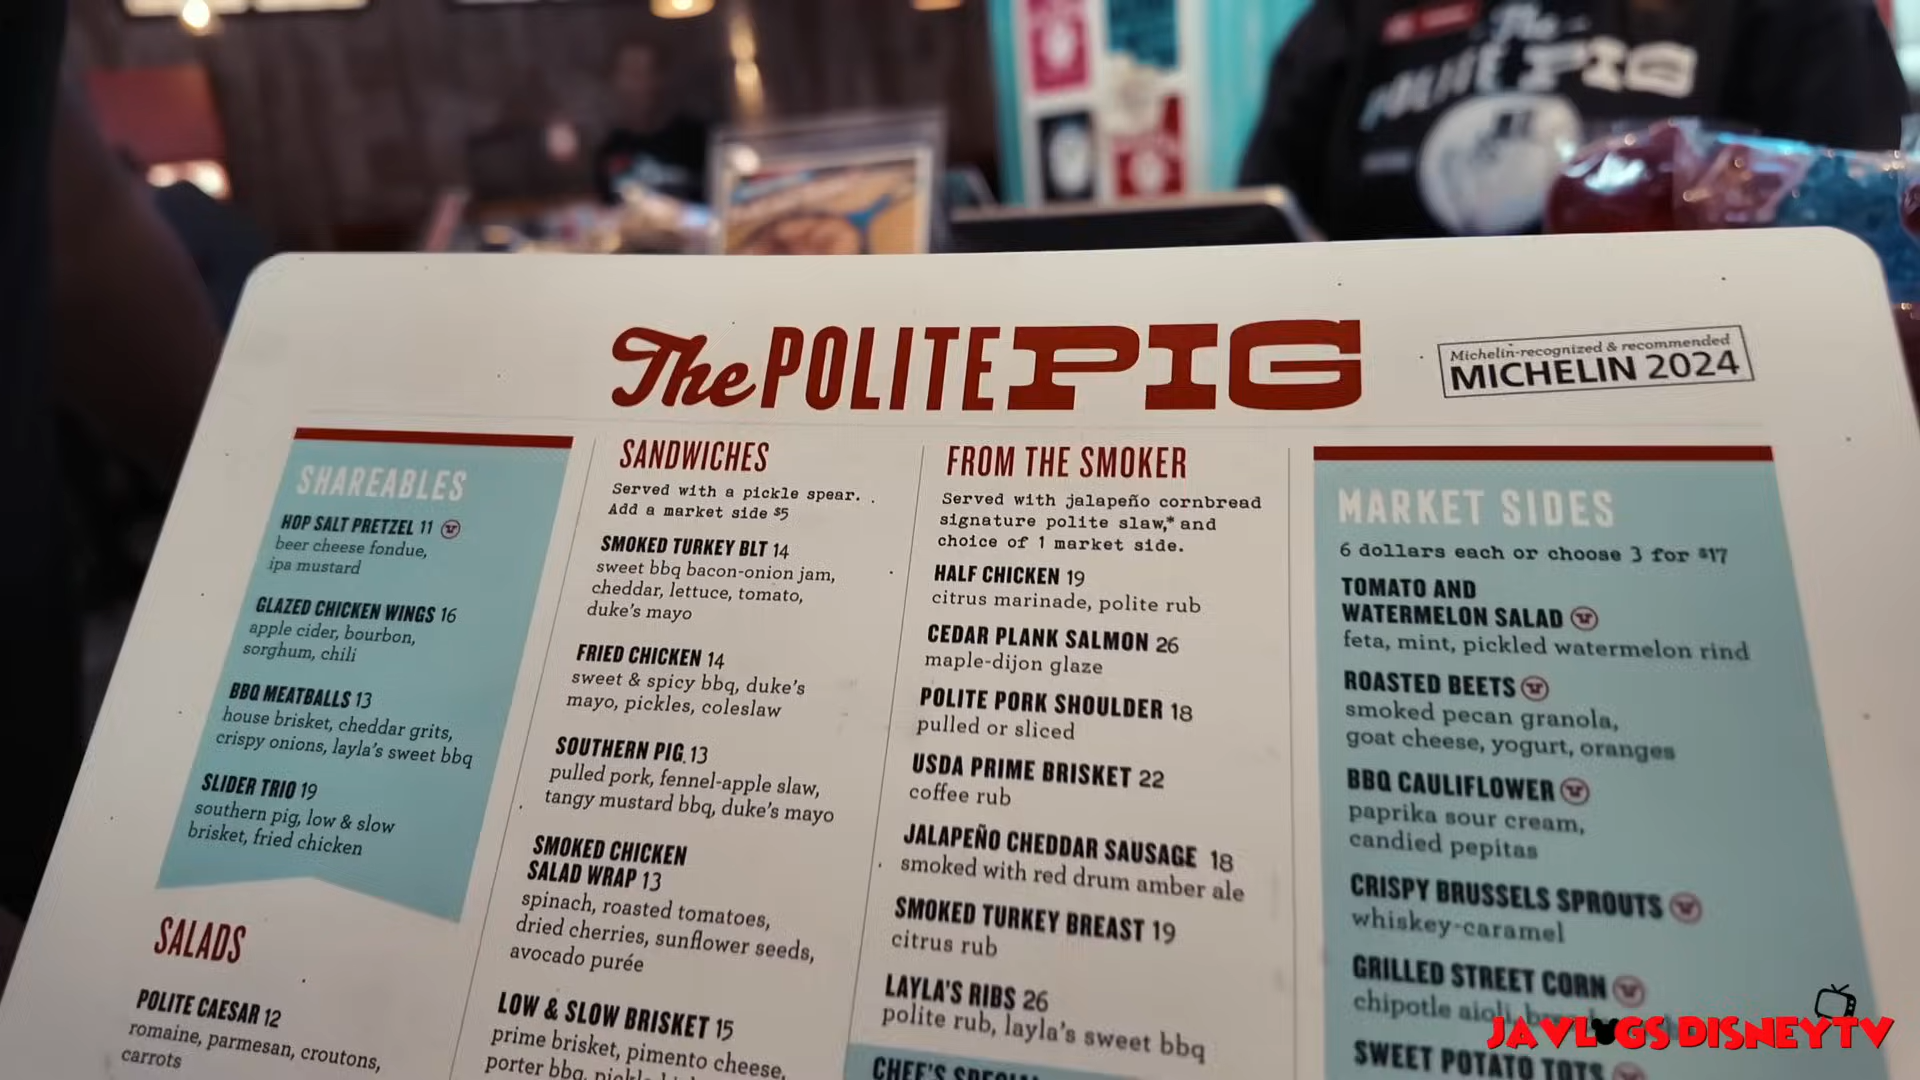 The POLITE PIG
The POLITE PIG
Michelin-recognized & recommended
MICHELIN 2024
SHAREABLES
HOP SALT PRETZEL 11
beer cheese fondue,
ipa mustard
GLAZED CHICKEN WINGS 16
apple cider, bourbon,
sorghum, chili
BBQ MEATBALLS 13
house brisket, cheddar grits,
crispy onions, layla's sweet bbq
SLIDER TRIO 19
southern pig, low & slow
brisket, fried chicken
SALADS
POLITE CAESAR 12
romaine, parmesan, croutons,
carrots
SANDWICHES
Served with a pickle spear.
Add a market side $5
SMOKED TURKEY BLT 14
sweet bbq bacon-onion jam,
cheddar, lettuce, tomato,
duke's mayo
FRIED CHICKEN 14
sweet & spicy bbq, duke's
mayo, pickles, coleslaw
SOUTHERN PIG 13
pulled pork, fennel-apple slaw,
tangy mustard bbq, duke's mayo
SMOKED CHICKEN
SALAD WRAP 13
spinach, roasted tomatoes,
dried cherries, sunflower seeds,
avocado purée
LOW & SLOW BRISKET 15
prime brisket, pimento cheese,
porter bbq,
FROM THE SMOKER
Served with jalapeño cornbread
signature polite slaw,* and
choice of 1 market side.
HALF CHICKEN 19
citrus marinade, polite rub
CEDAR PLANK SALMON 26
maple-dijon glaze
POLITE PORK SHOULDER 18
pulled or sliced
USDA PRIME BRISKET 22
coffee rub
JALAPEÑO CHEDDAR SAUSAGE 18
smoked with red drum amber ale
SMOKED TURKEY BREAST 19
citrus rub
LAYLA'S RIBS 26
polite rub, layla's sweet bbq
CHEF'S SPECIAL
MARKET SIDES
6 dollars each or choose 3 for $17
TOMATO AND
WATERMELON SALAD
feta, mint, pickled watermelon rind
ROASTED BEETS
smoked pecan granola,
goat cheese, yogurt, oranges
BBQ CAULIFLOWER
paprika sour cream,
candied pepitas
CRISPY BRUSSELS SPROUTS
whiskey-caramel
GRILLED STREET CORN
chipotle aioli,
SWEET POTATO TOTS
JAVLOGS DISNEYTV